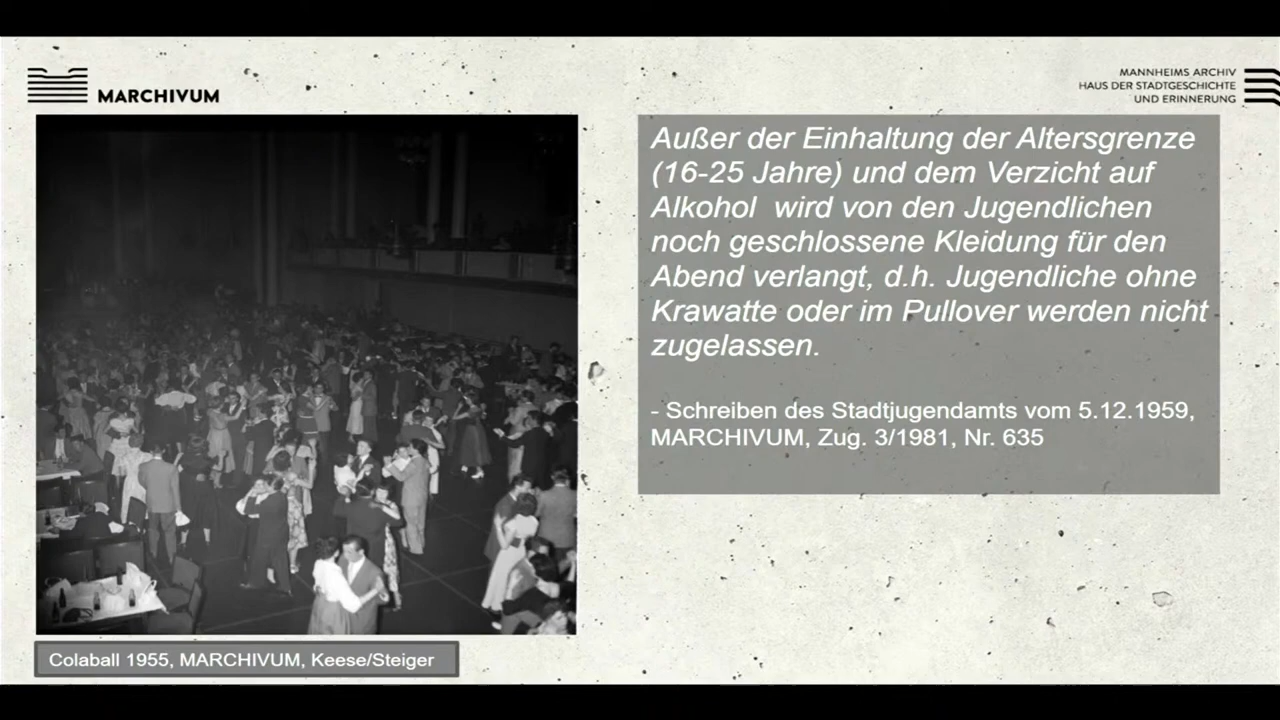 MARCHIVUM
MANNHEIMS ARCHIV
HAUS DER STADTGESCHICHTE
UND ERINNERUNG
Außer der Einhaltung der Altersgrenze
(16-25 Jahre) und dem Verzicht auf
Alkohol wird von den Jugendlichen
noch geschlossene Kleidung für den
Abend verlangt, d.h. Jugendliche ohne
Krawatte oder im Pullover werden nicht
zugelassen.
- Schreiben des Stadtjugendamts vom 5.12.1959,
MARCHIVUM, Zug. 3/1981, Nr. 635
Colaball 1955, MARCHIVUM, Keese/Steiger